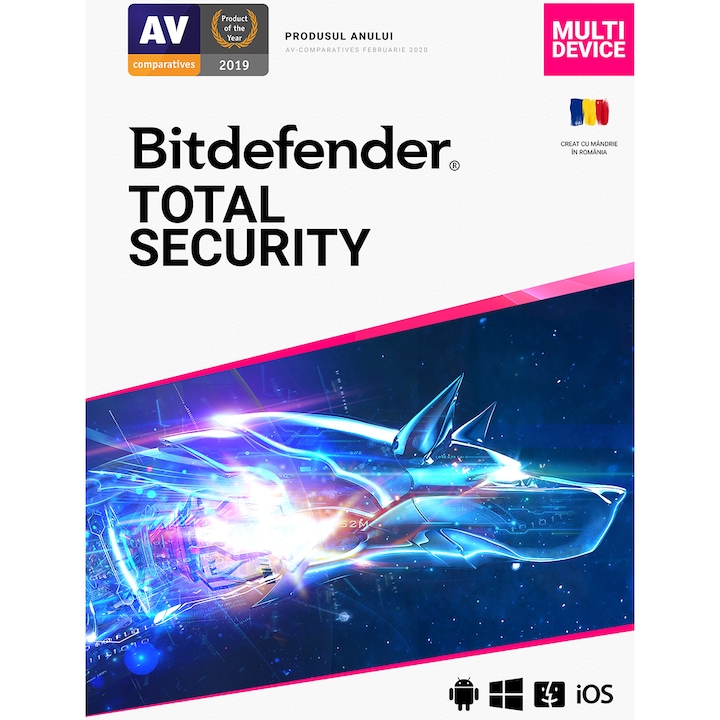 AV
comparatives
Product
of the
Year
2019
PRODUSUL ANULUI
AV-COMPARATIVES FEBRUARIE 2020
MULTI
DEVICE
CREAT CU MÂNDRIE
ÎN ROMÂNIA
Bitdefender®
TOTAL
SECURITY
S2M
iOS